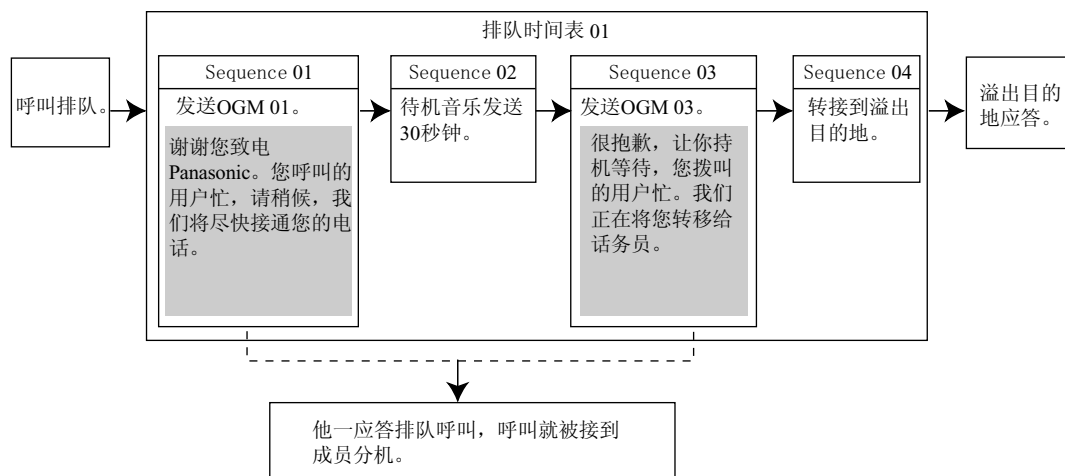 排队时间表 01
呼叫排队。
Sequence 01
发送OGM 01。
谢谢您致电
Panasonic。您呼叫的
用户忙，请稍候，我
们将尽快接通您的电
话。
Sequence 02
待机音乐发送
30秒钟。
Sequence 03
发送OGM 03。
很抱歉，让你持
机等待，您拨叫
的用户忙。我们
正在将您转移给
话务员。
Sequence 04
转接到溢出
目的地。
溢出目的
地应答。
他一应答排队呼叫，呼叫就被接到
成员分机。